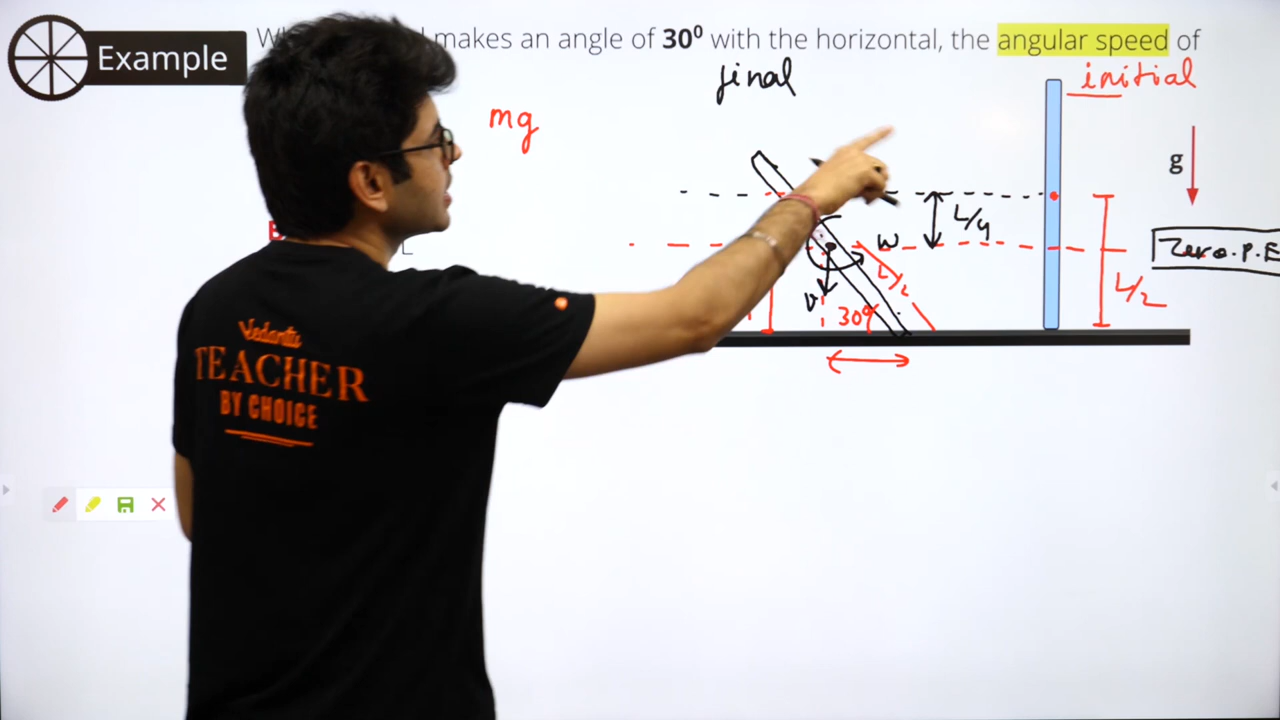 Example
makes an angle of 30⁰ with the horizontal, the angular speed of
final
initial
mg
g
L/4
ω
Zero.P.E
L/2
L/2
v
30°
Vedantu
TEACHER
BY CHOICE